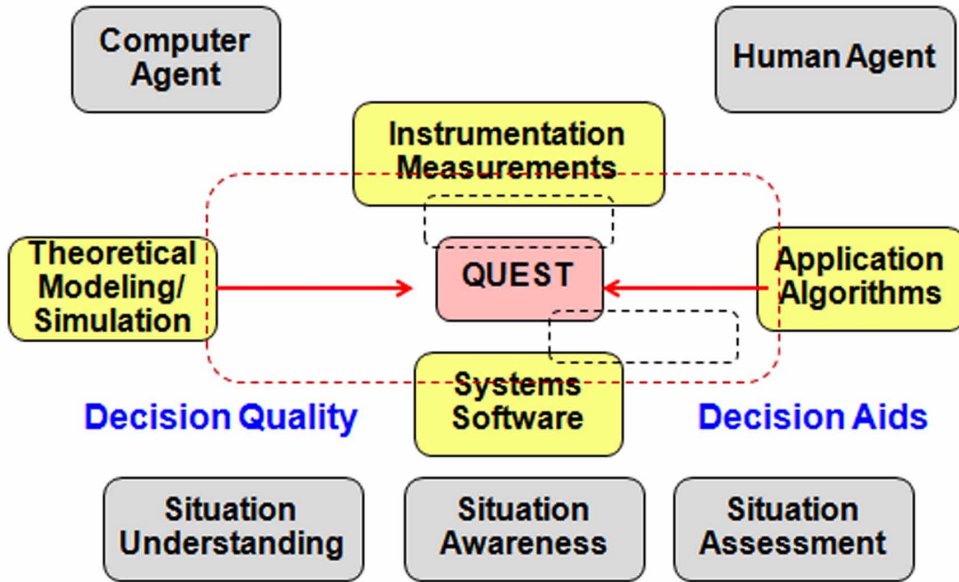 Computer
Agent
Human Agent
Instrumentation
Measurements
Theoretical
Modeling/
Simulation
QUEST
Application
Algorithms
Systems
Software
Decision Quality
Decision Aids
Situation
Understanding
Situation
Awareness
Situation
Assessment